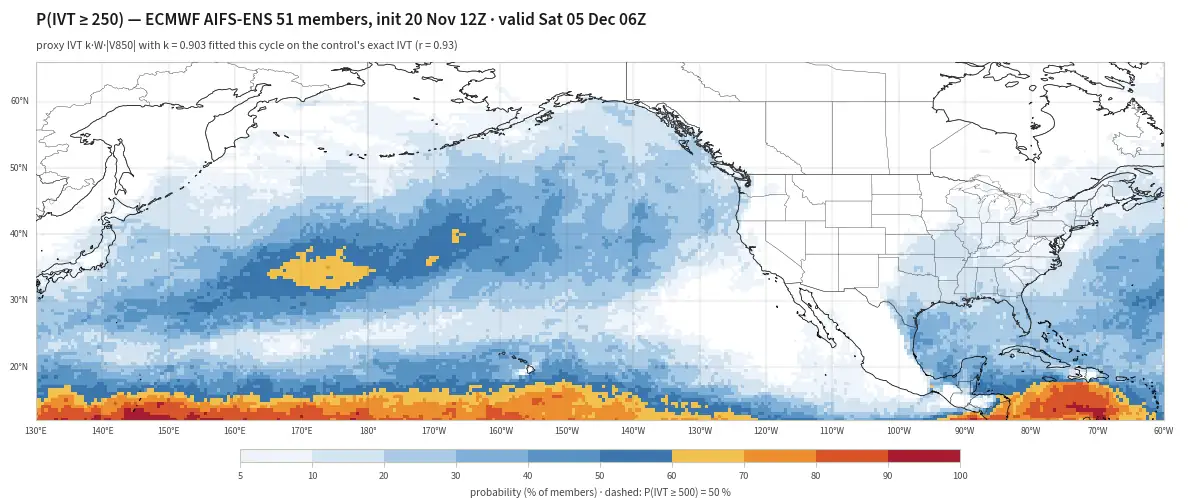 P(IVT ≥ 250) — ECMWF AIFS-ENS 51 members, init 20 Nov 12Z · valid Sat 05 Dec 06Z
proxy IVT k·W·|V850| with k = 0.903 fitted this cycle on the control's exact IVT (r = 0.93)
60°N
50°N
40°N
30°N
20°N
130°E 140°E 150°E 160°E 170°E 180° 170°W 160°W 150°W 140°W 130°W 120°W 110°W 100°W 90°W 80°W 70°W 60°W
5 10 20 30 40 50 60 70 80 90 100
probability (% of members) · dashed: P(IVT ≥ 500) = 50 %